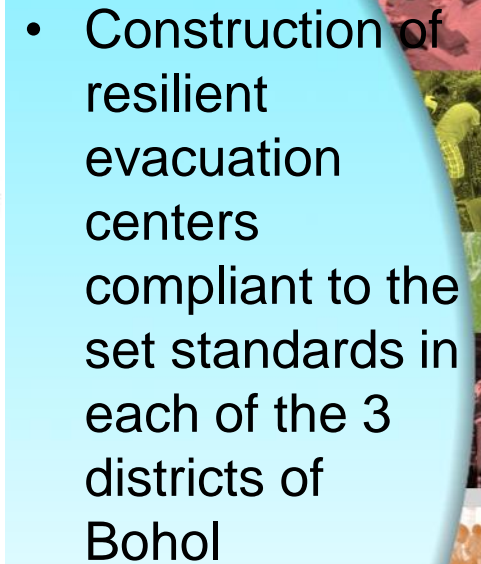 • Construction of
resilient
evacuation
centers
compliant to the
set standards in
each of the 3
districts of
Bohol